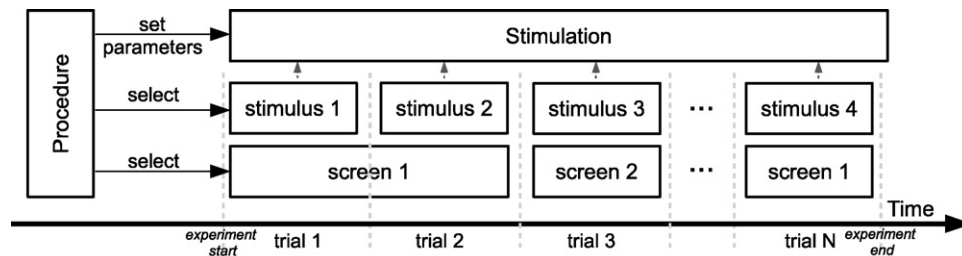 Procedure
set
parameters
Stimulation
select
stimulus 1
stimulus 2
stimulus 3
...
stimulus 4
select
screen 1
screen 2
...
screen 1
Time
experiment
start
trial 1
trial 2
trial 3
trial N
experiment
end